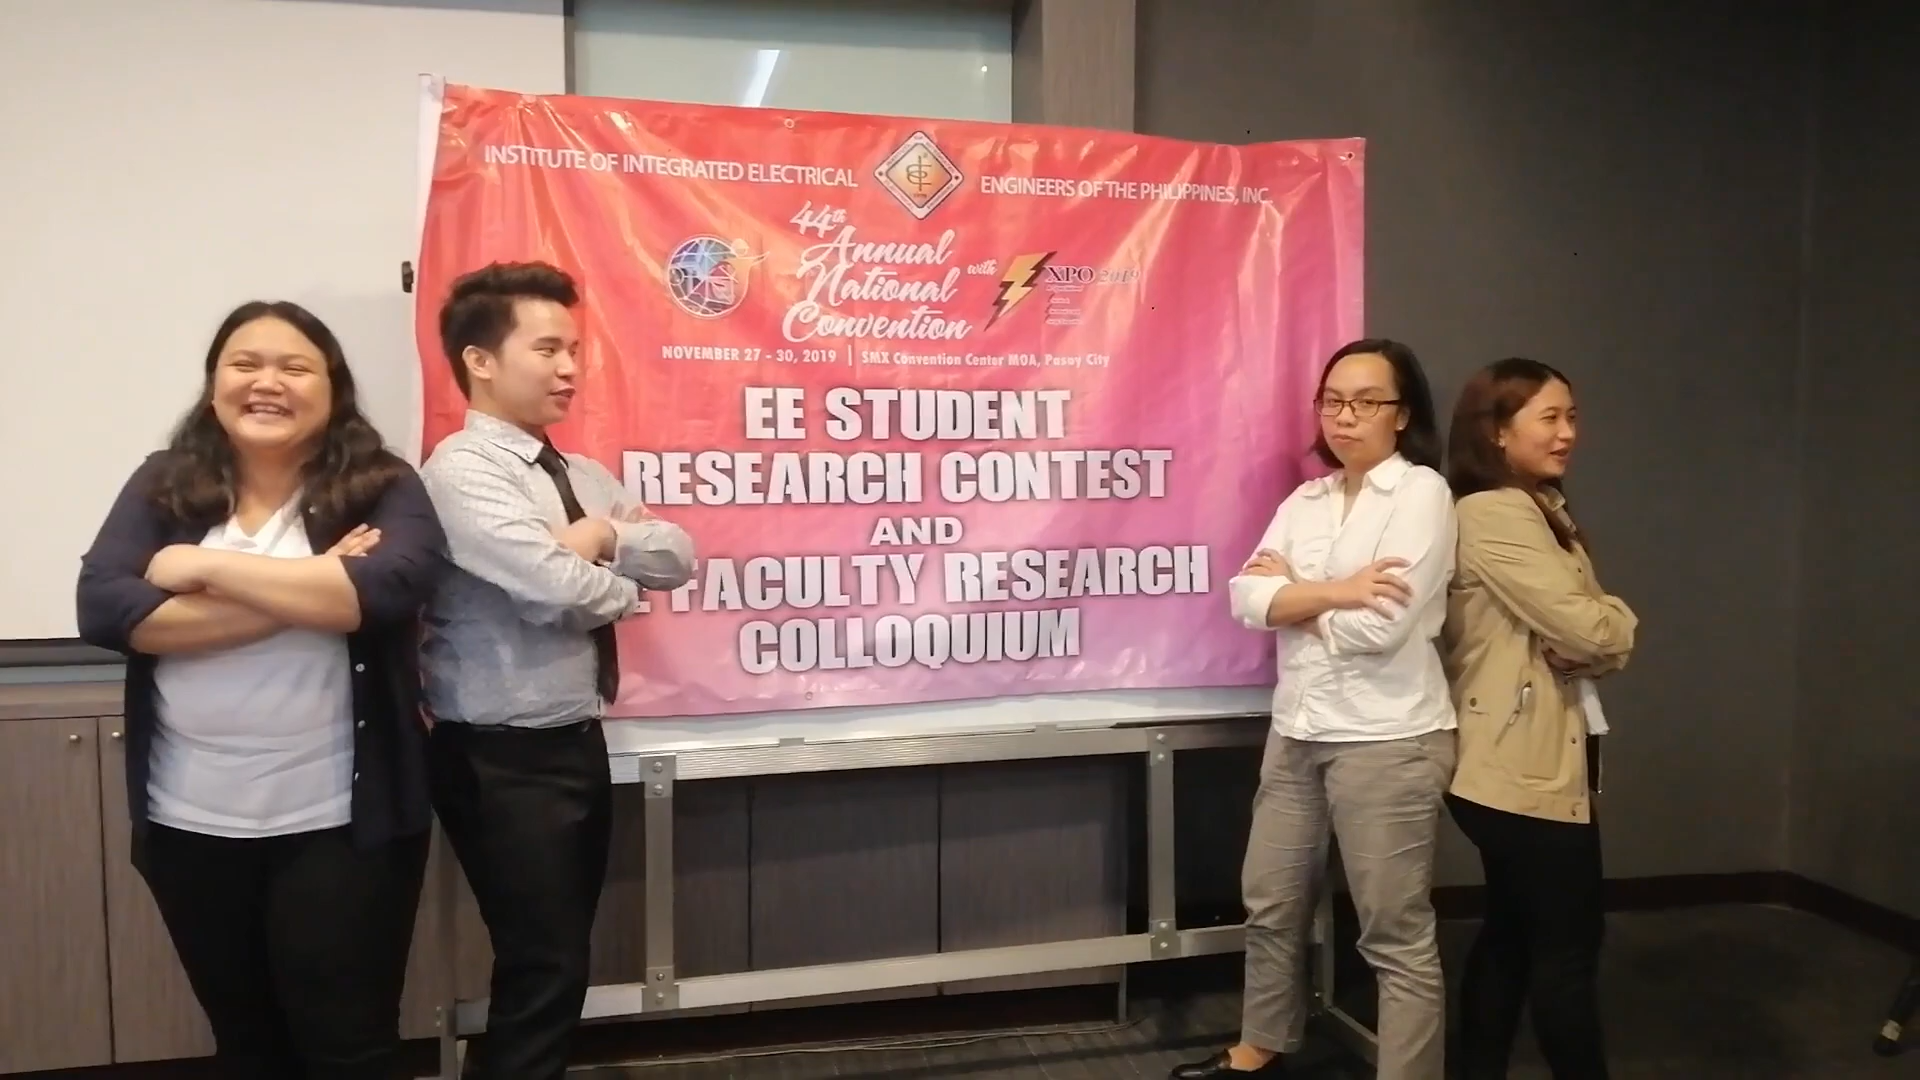 INSTITUTE OF INTEGRATED ELECTRICAL ENGINEERS OF THE PHILIPPINES, INC.
44th
Annual
National
Convention
with
XPO 2019
NOVEMBER 27 - 30, 2019 | SMX Convention Center MOA, Pasay City
EE STUDENT
RESEARCH CONTEST
AND
FACULTY RESEARCH
COLLOQUIUM